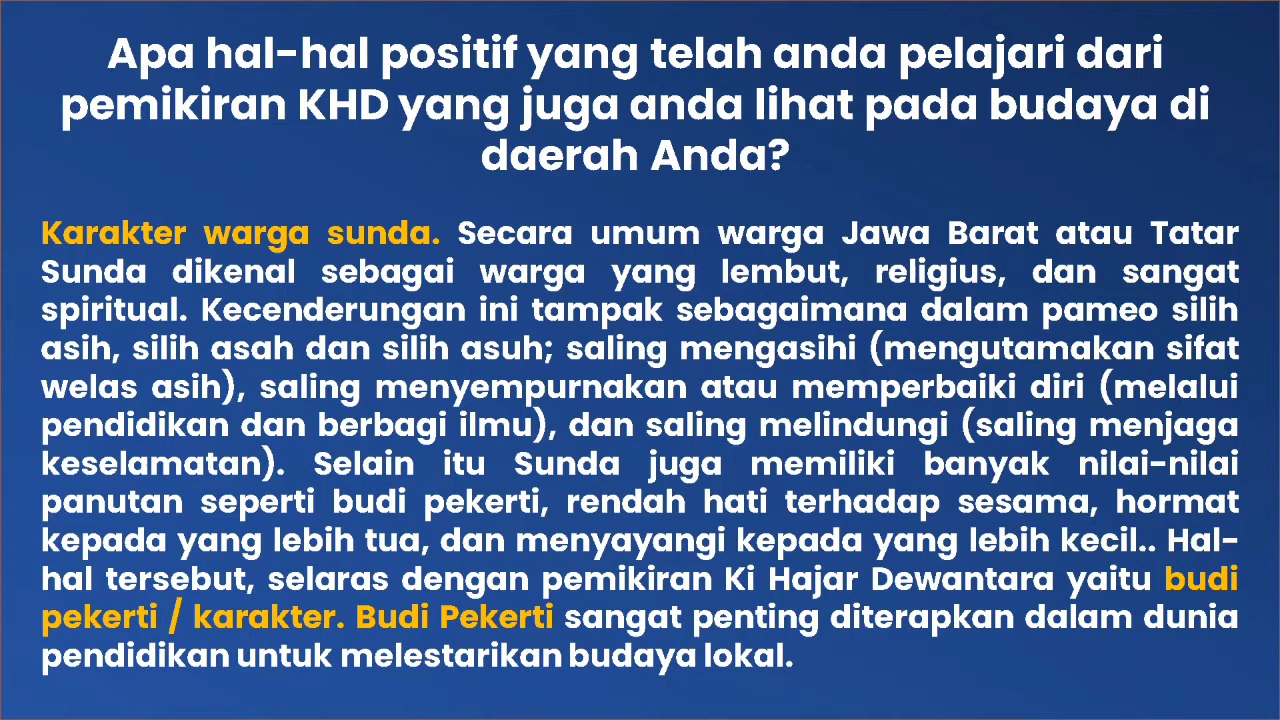 Apa hal-hal positif yang telah anda pelajari dari
pemikiran KHD yang juga anda lihat pada budaya di
daerah Anda?
Karakter warga sunda. Secara umum warga Jawa Barat atau Tatar
Sunda dikenal sebagai warga yang lembut, religius, dan sangat
spiritual. Kecenderungan ini tampak sebagaimana dalam pameo silih
asih, silih asah dan silih asuh; saling mengasihi (mengutamakan sifat
welas asih), saling menyempurnakan atau memperbaiki diri (melalui
pendidikan dan berbagi ilmu), dan saling melindungi (saling menjaga
keselamatan). Selain itu Sunda juga memiliki banyak nilai-nilai
panutan seperti budi pekerti, rendah hati terhadap sesama, hormat
kepada yang lebih tua, dan menyayangi kepada yang lebih kecil.. Hal-
hal tersebut, selaras dengan pemikiran Ki Hajar Dewantara yaitu budi
pekerti / karakter. Budi Pekerti sangat penting diterapkan dalam dunia
pendidikan untuk melestarikan budaya lokal.